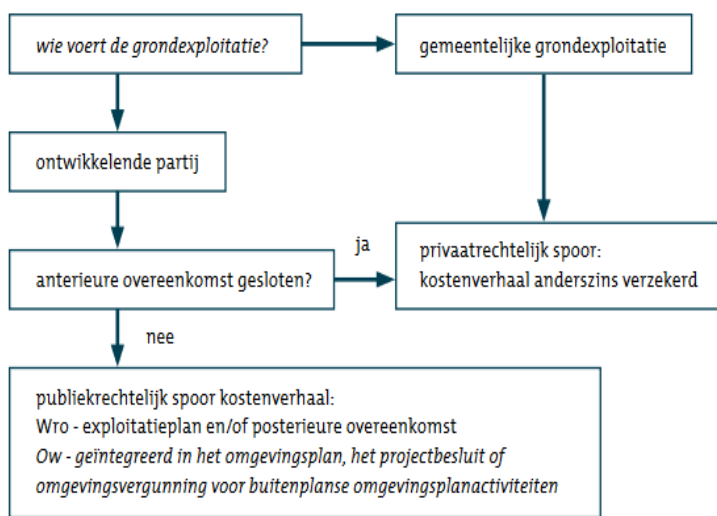 wie voert de grondexploitatie?
gemeentelijke grondexploitatie
ontwikkelende partij
anterieure overeenkomst gesloten?
ja
privaatrechtelijk spoor:
kostenverhaal anderszins verzekerd
nee
publiekrechtelijk spoor kostenverhaal:
Wro - exploitatieplan en/of posterieure overeenkomst
Ow - geïntegreerd in het omgevingsplan, het projectbesluit of
omgevingsvergunning voor buitenplanse omgevingsplanactiviteiten